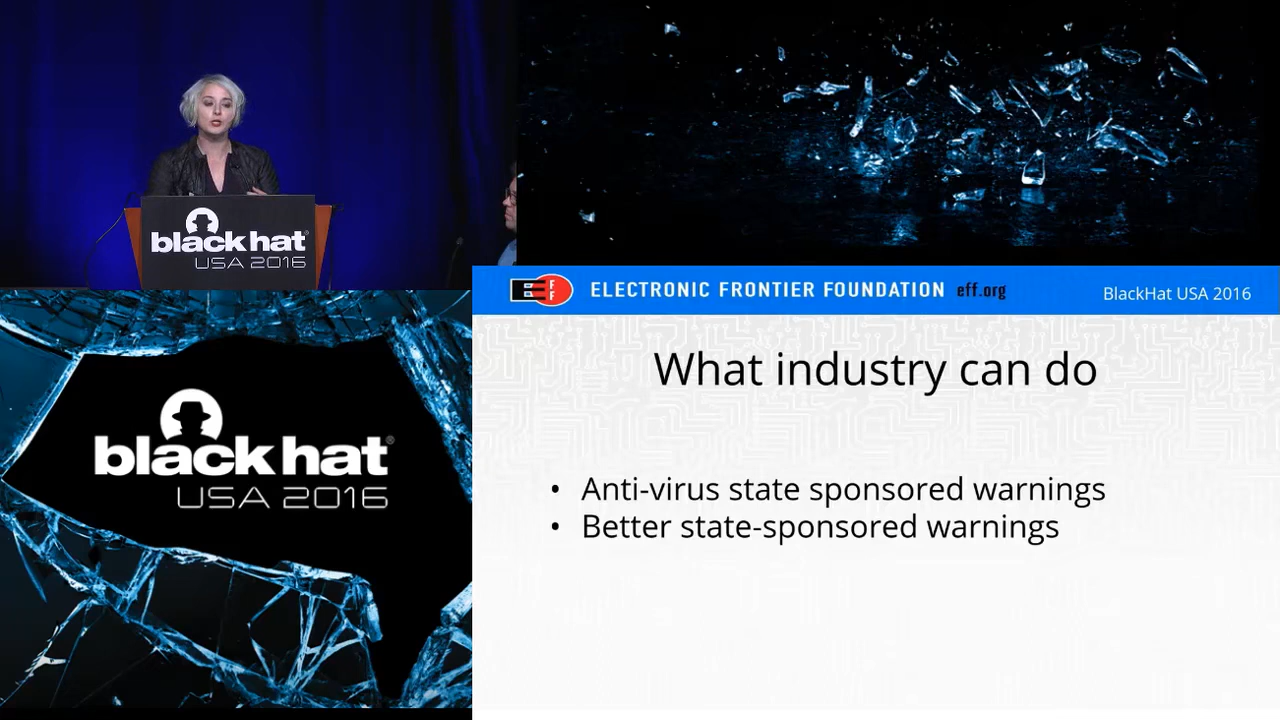 black hat
USA 2016
EFF
ELECTRONIC FRONTIER FOUNDATION eff.org
BlackHat USA 2016
What industry can do
• Anti-virus state sponsored warnings
• Better state-sponsored warnings
black hat®
USA 2016